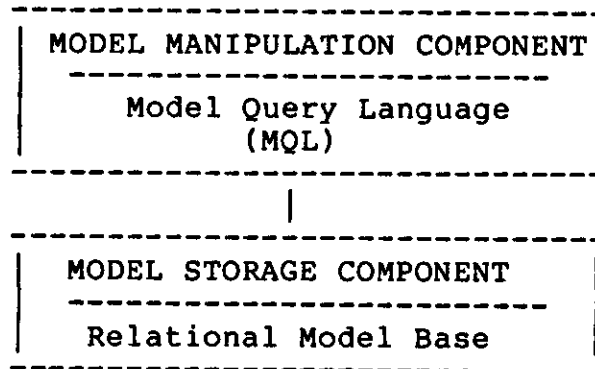 MODEL MANIPULATION COMPONENT
Model Query Language
(MQL)
MODEL STORAGE COMPONENT
Relational Model Base